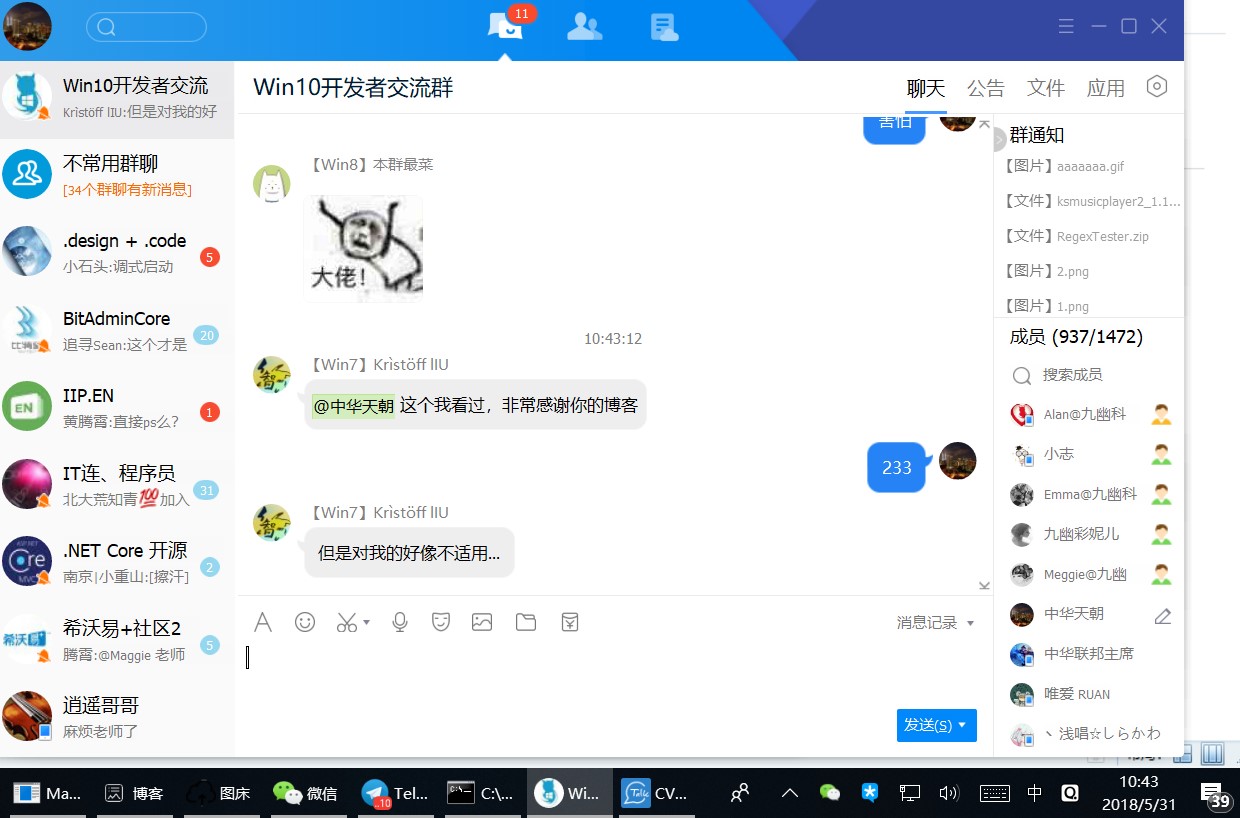 11
Win10开发者交流
Krìstöff lIU:但是对我的好
不常用群聊
[34个群聊有新消息]
.design + .code
小石头:调式启动
5
BitAdminCore
追寻Sean:这个才是
20
IIP.EN
黄腾霄:直接ps么?
1
EN
IT连、程序员
北大荒知青💯加入
31
.NET Core 开源
南京|小重山:[擦汗]
2
Core
MVC
希沃易+社区2
腾霄:@Maggie 老师
5
希沃易+
逍遥哥哥
麻烦老师了
Win10开发者交流群
聊天 公告 文件 应用
害怕
【Win8】本群最菜
大佬!
10:43:12
【Win7】Krìstöff lIU
@中华天朝 这个我看过，非常感谢你的博客
233
【Win7】Krìstöff lIU
但是对我的好像不适用...
消息记录
发送(S)
群通知
【图片】aaaaaaa.gif
【文件】ksmusicplayer2_1.1...
【文件】RegexTester.zip
【图片】2.png
【图片】1.png
成员 (937/1472)
搜索成员
Alan@九幽科
小志
Emma@九幽科
九幽彩妮儿
Meggie@九幽
中华天朝
中华联邦主席
唯爱 RUAN
丶浅唱☆しらかわ
Ma...
博客
图床
微信
Tel...
10
C:\...
Wi...
Talk
CV...
中
10:43
2018/5/31
39